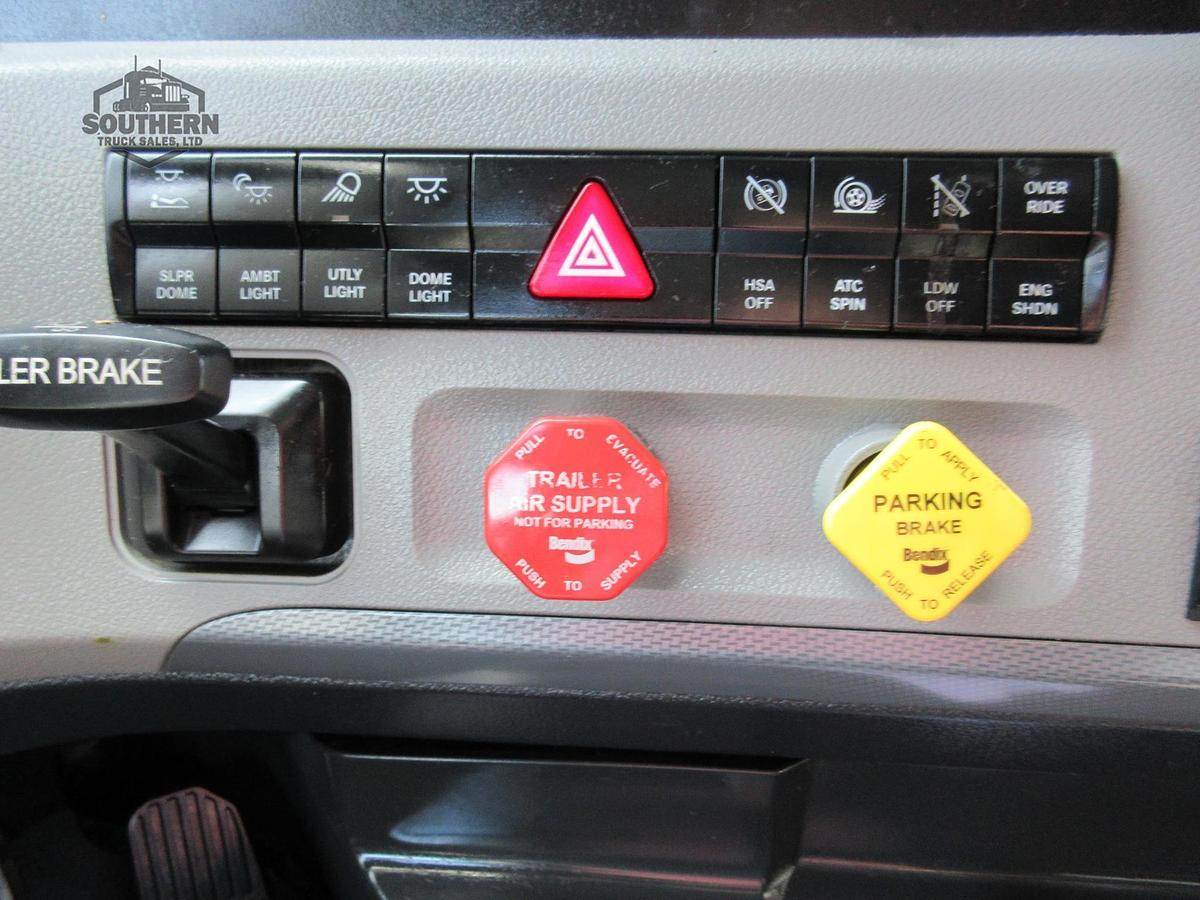 SOUTHERN
TRUCK SALES, LTD
SLPR
DOME
AMBT
LIGHT
UTLY
LIGHT
DOME
LIGHT
HSA
OFF
ATC
SPIN
LDW
OFF
OVER
RIDE
ENG
SHDN
LER BRAKE
PULL TO EVACUATE
TRAILER
AIR SUPPLY
NOT FOR PARKING
Bendix
PUSH TO SUPPLY
PULL TO APPLY
PARKING
BRAKE
Bendix
PUSH TO RELEASE